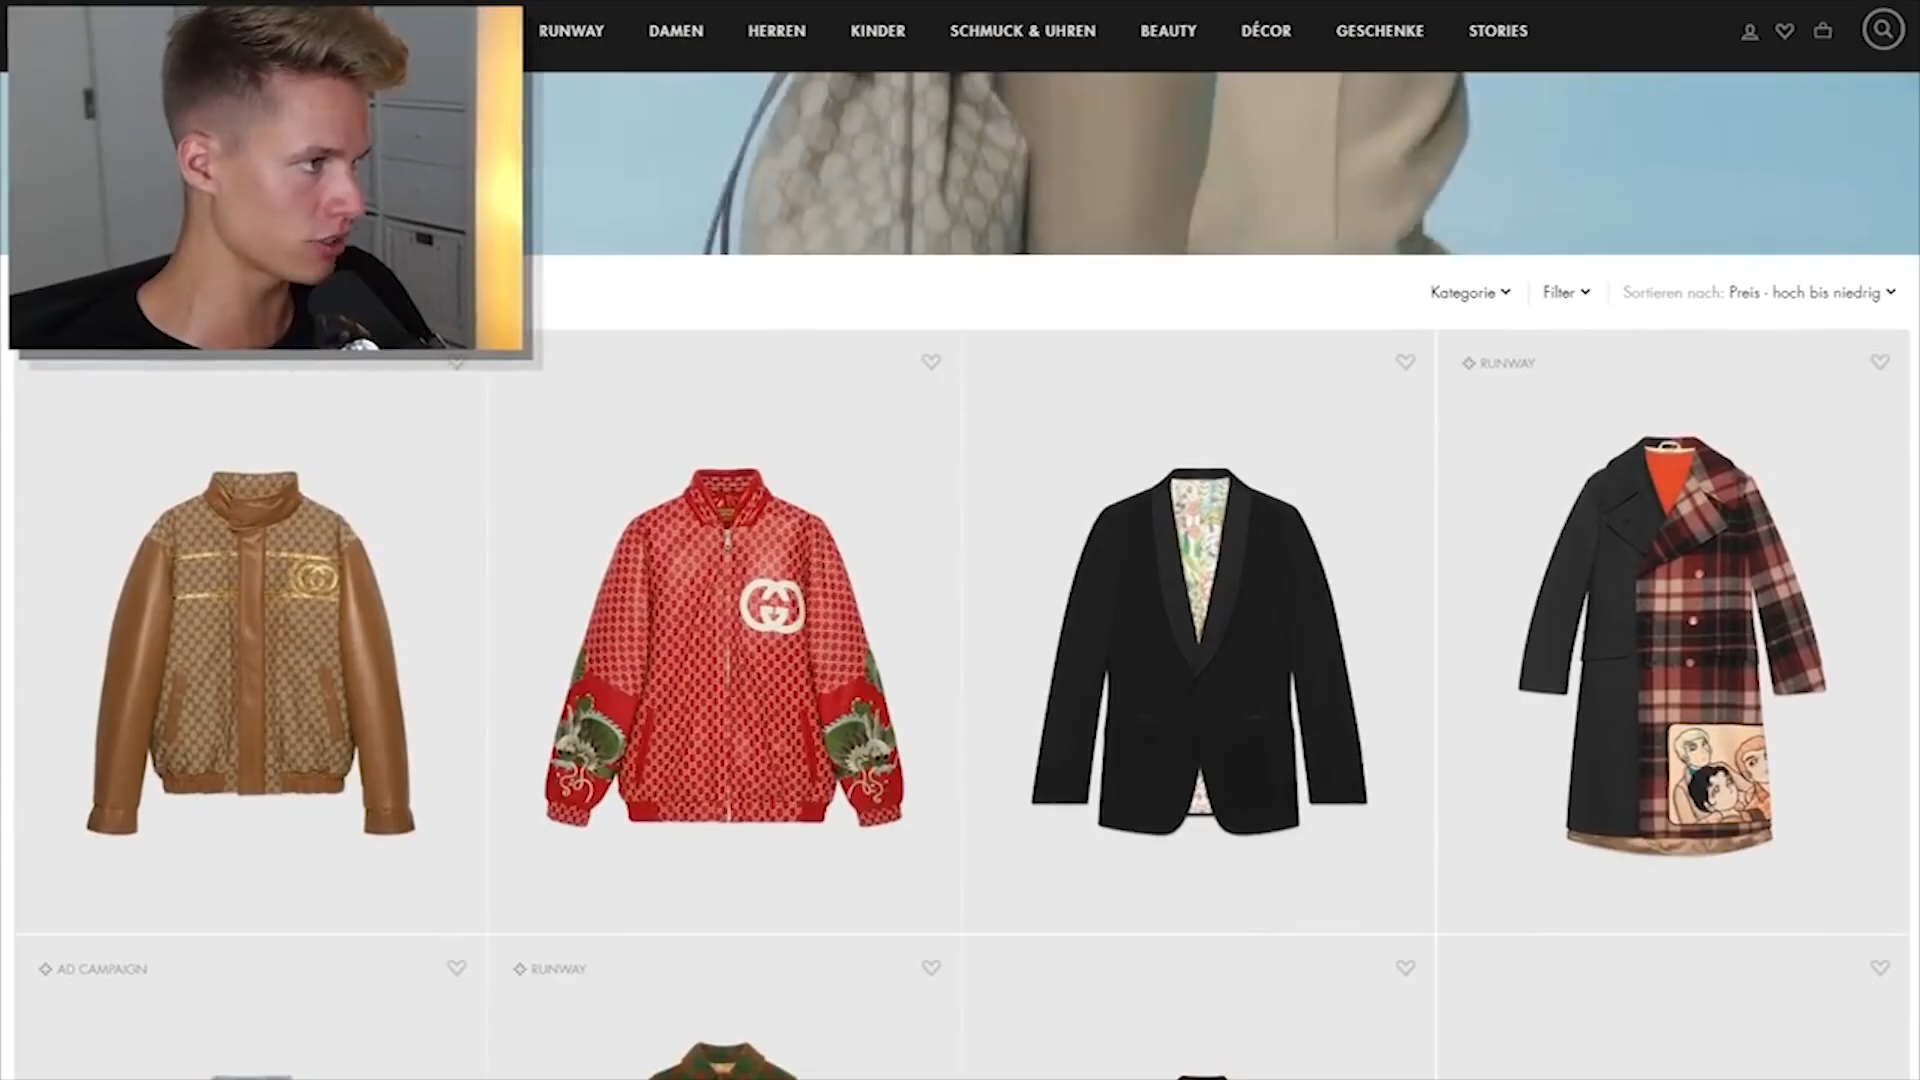 RUNWAY DAMEN HERREN KINDER SCHMUCK & UHREN BEAUTY DÉCOR GESCHENKE STORIES
Kategorie Filter Sortieren nach: Preis - hoch bis niedrig
RUNWAY
AD CAMPAIGN RUNWAY